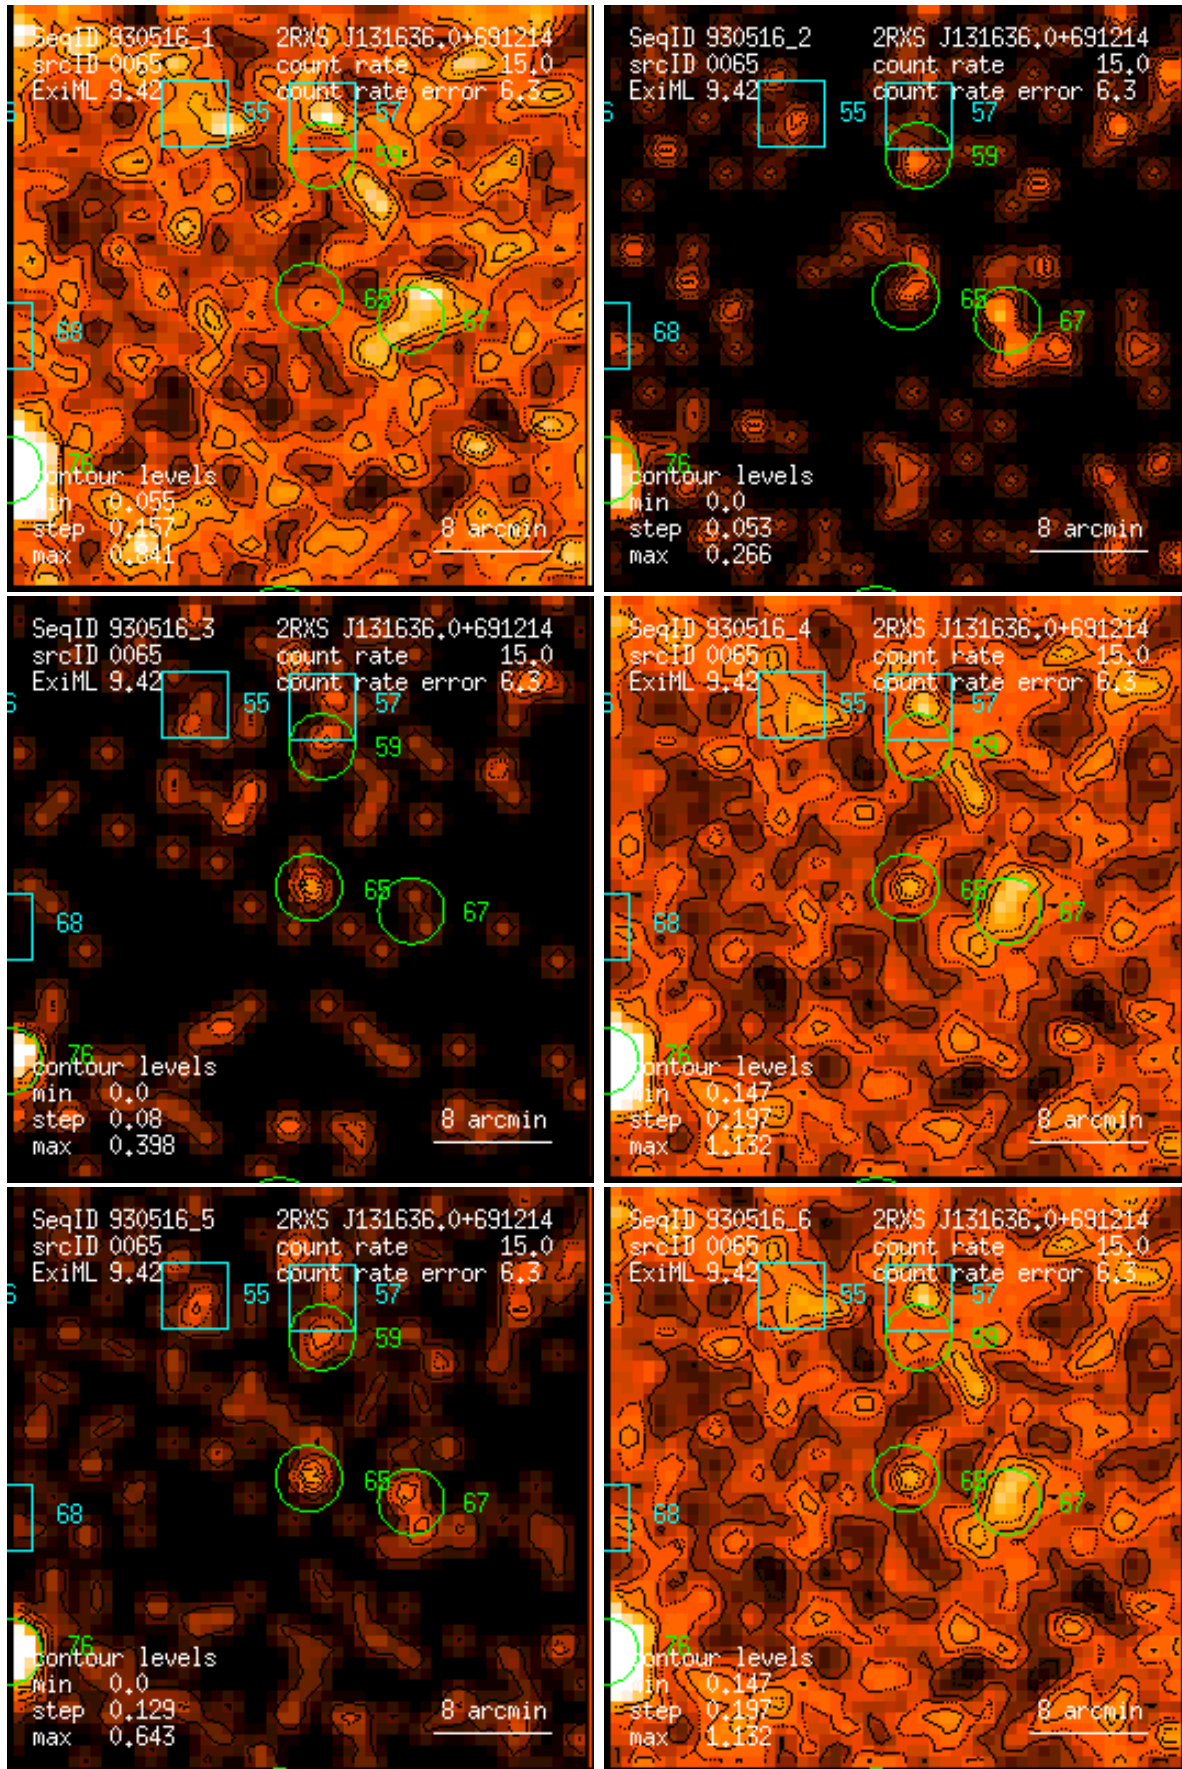 SeqID 930516_1 2RXS J131636.0+691214
srcID 0065 count rate 15.0
ExiML 9.42 count rate error 6.3
55 57
59
65
67
68
76
contour levels
min 0.055
step 0.157 8 arcmin
max 0.841
SeqID 930516_2 2RXS J131636.0+691214
srcID 0065 count rate 15.0
ExiML 9.42 count rate error 6.3
55 57
59
65
67
68
76
contour levels
min 0.0
step 0.053 8 arcmin
max 0.266
SeqID 930516_3 2RXS J131636.0+691214
srcID 0065 count rate 15.0
ExiML 9.42 count rate error 6.3
55 57
59
65
67
68
76
contour levels
min 0.0
step 0.08 8 arcmin
max 0.398
SeqID 930516_4 2RXS J131636.0+691214
srcID 0065 count rate 15.0
ExiML 9.42 count rate error 6.3
55 57
59
65
67
68
76
contour levels
min 0.147
step 0.197 8 arcmin
max 1.132
SeqID 930516_5 2RXS J131636.0+691214
srcID 0065 count rate 15.0
ExiML 9.42 count rate error 6.3
55 57
59
65
67
68
76
contour levels
min 0.0
step 0.129 8 arcmin
max 0.643
SeqID 930516_6 2RXS J131636.0+691214
srcID 0065 count rate 15.0
ExiML 9.42 count rate error 6.3
55 57
59
65
67
68
76
contour levels
min 0.147
step 0.197 8 arcmin
max 1.132